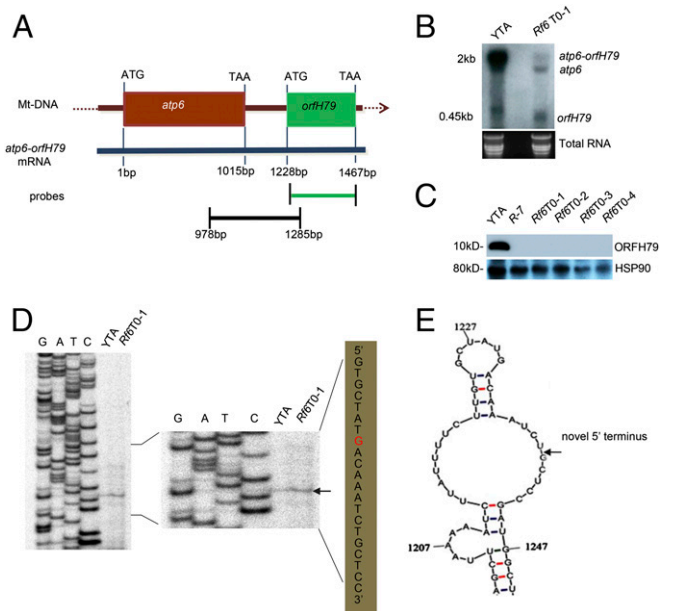 A
ATG TAA ATG TAA
Mt-DNA atp6 orfH79
atp6-orfH79
mRNA
1bp 1015bp 1228bp 1467bp
probes
978bp 1285bp
B
YTA Rf6 T0-1
2kb
atp6-orfH79
atp6
0.45kb
orfH79
Total RNA
C
YTA R-7 Rf6T0-1 Rf6T0-2 Rf6T0-3 Rf6T0-4
10kD- ORFH79
80kD- HSP90
D
G A T C YTA Rf6T0-1
G A T C YTA Rf6T0-1
5'
G
T
G
C
T
A
T
G
A
C
A
A
A
T
C
T
G
C
T
C
C
3'
E
1227
novel 5' terminus
1207
1247